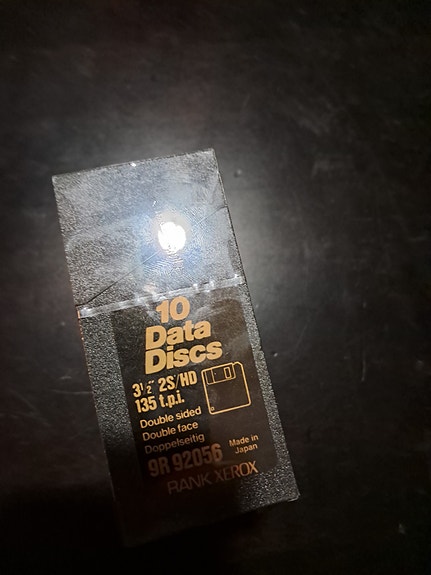 10
Data
Discs
3½″ 2S/HD
135 t.p.i.
Double sided
Double face
Doppelseitig
9R 92056
Made in
Japan
RANK XEROX